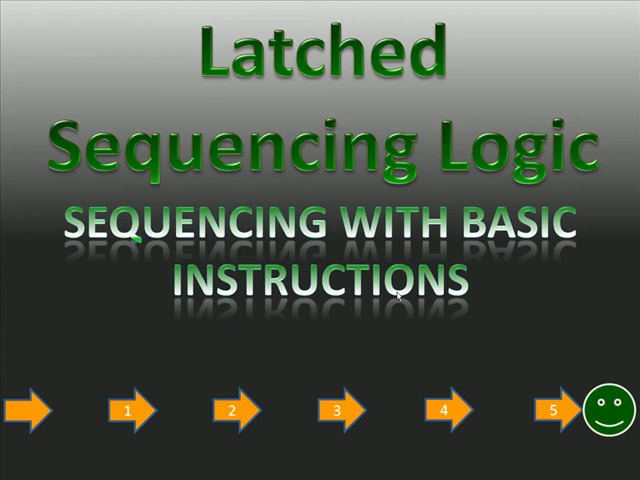 Latched
Sequencing Logic
SEQUENCING WITH BASIC
INSTRUCTIONS
1 2 3 4 5